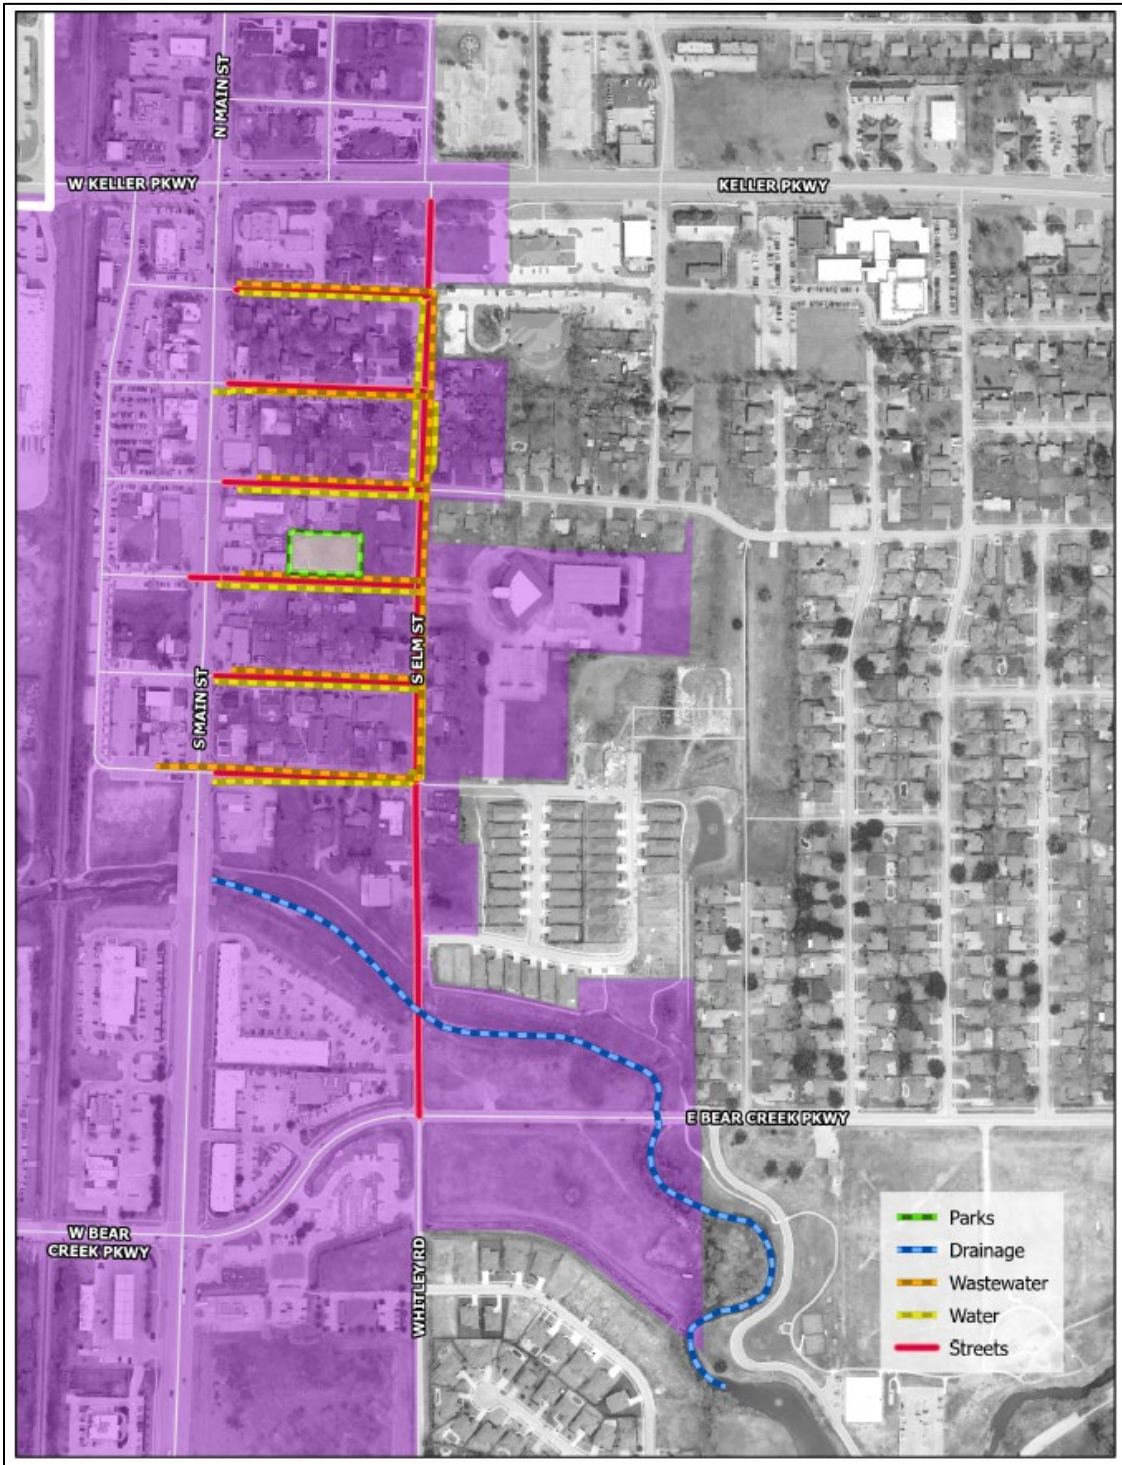 N MAIN ST
W KELLER PKWY
KELLER PKWY
S ELM ST
S MAIN ST
E BEAR CREEK PKWY
W BEAR
CREEK PKWY
WHITLEY RD
Parks
Drainage
Wastewater
Water
Streets